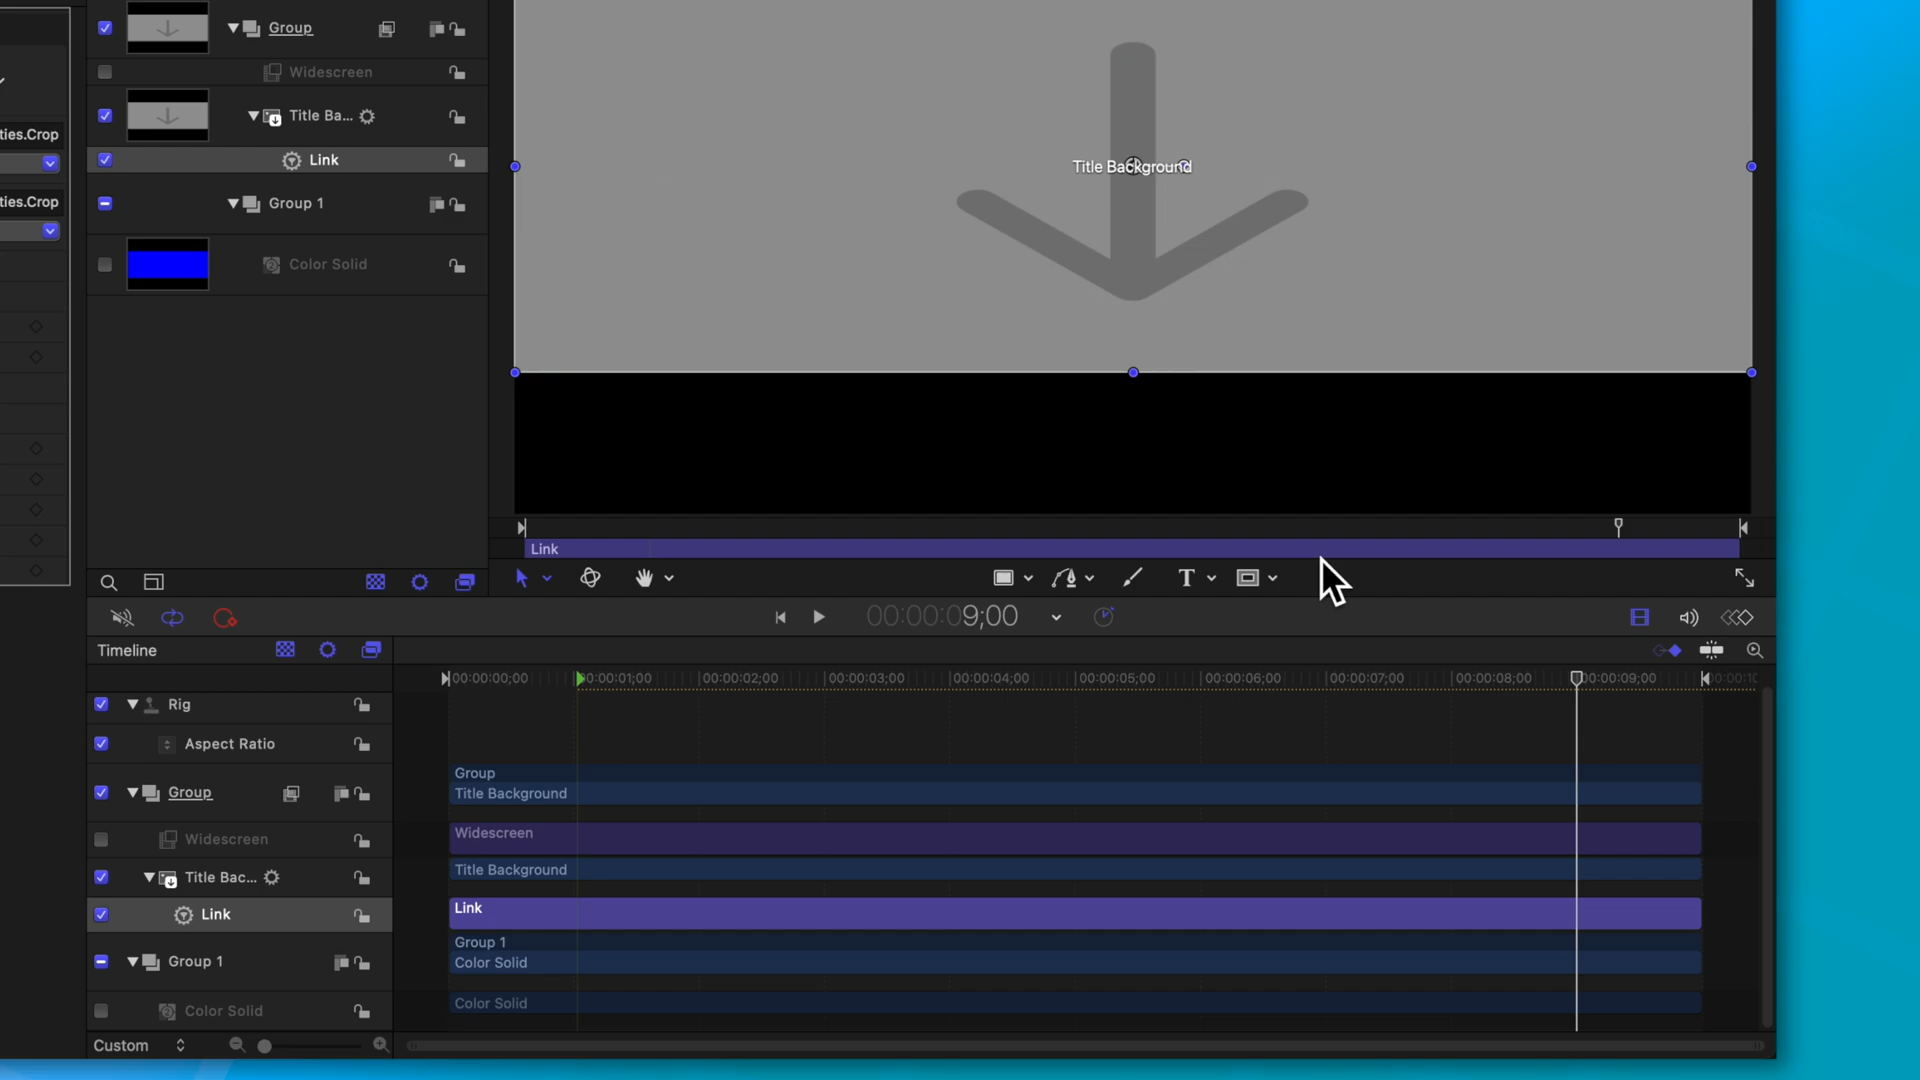 Group
Widescreen
ties.Crop
Title Ba...
Link
ties.Crop
Group 1
Color Solid
Title Background
Link
T
00:00:09;00
Timeline
00:00:00;00
00:00:01;00
00:00:02;00
00:00:03;00
00:00:04;00
00:00:05;00
00:00:06;00
00:00:07;00
00:00:08;00
00:00:09;00
Rig
Aspect Ratio
Group
Title Background
Group
Widescreen
Widescreen
Title Bac...
Title Background
Link
Link
Group 1
Color Solid
Group 1
Color Solid
Color Solid
Custom